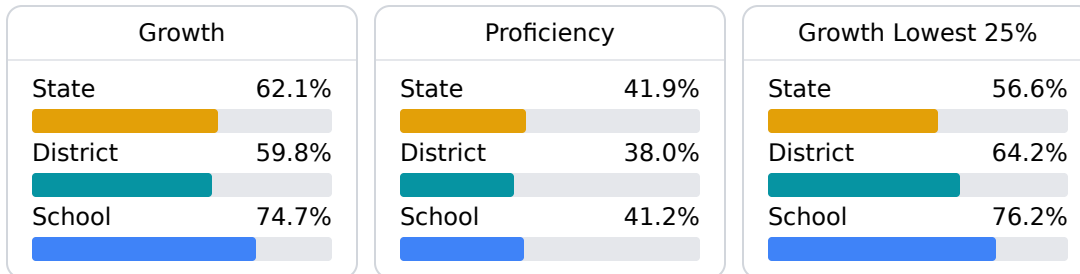 Growth
State 62.1%
District 59.8%
School 74.7%
Proficiency
State 41.9%
District 38.0%
School 41.2%
Growth Lowest 25%
State 56.6%
District 64.2%
School 76.2%